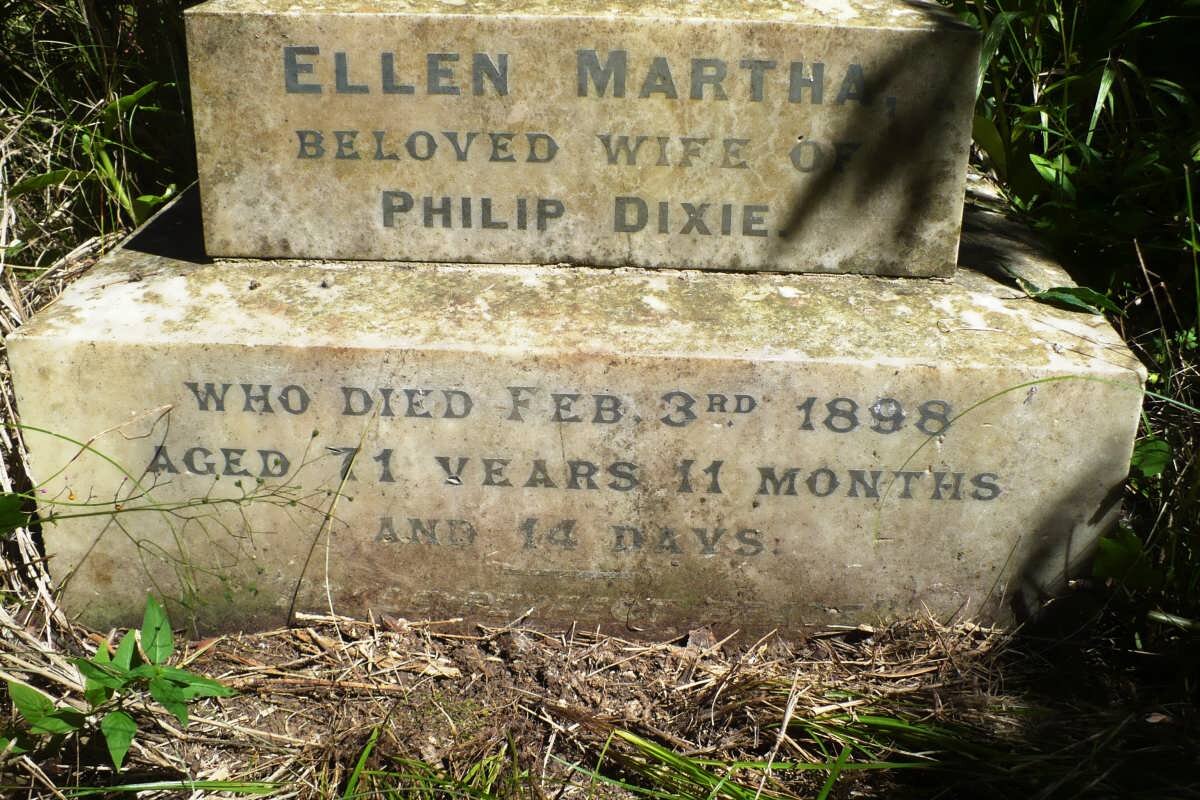 ELLEN MARTHA,
BELOVED WIFE OF
PHILIP DIXIE.
WHO DIED FEB. 3RD 1898
AGED 71 YEARS 11 MONTHS
AND 14 DAYS.